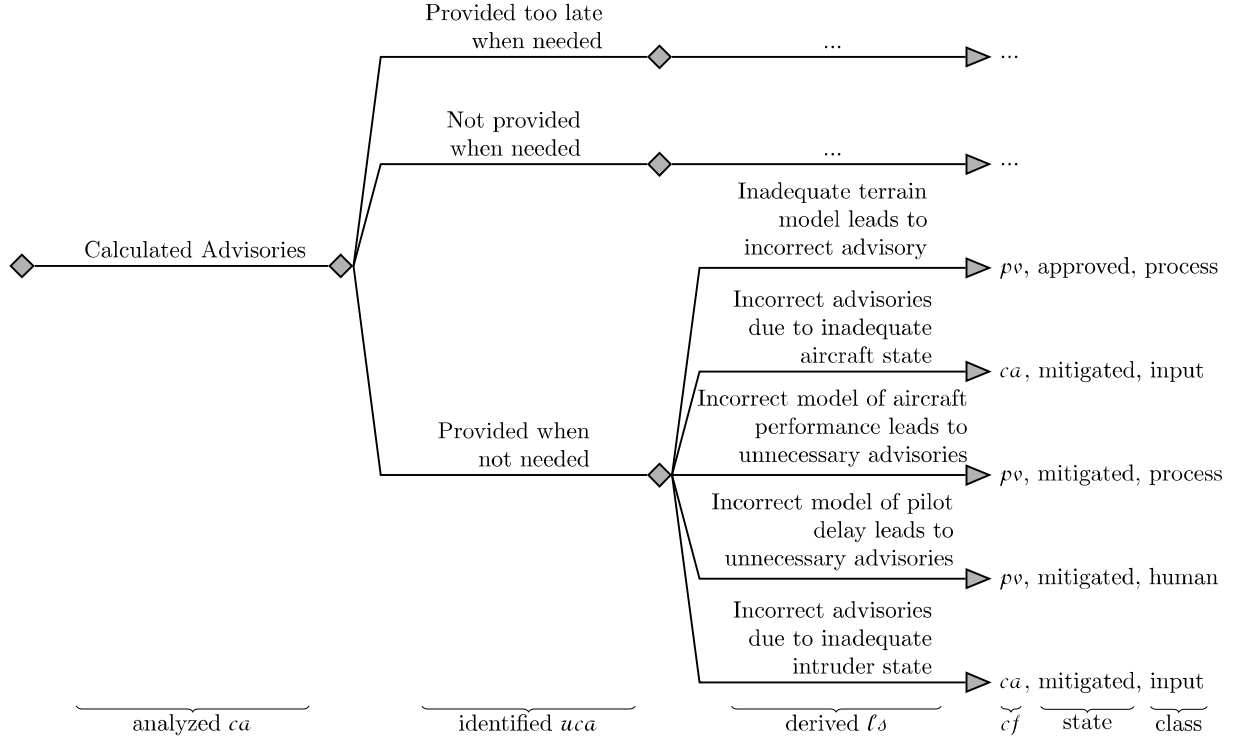 Provided too late
when needed
...
...
Not provided
when needed
...
...
Calculated Advisories
Inadequate terrain
model leads to
incorrect advisory
pv, approved, process
Incorrect advisories
due to inadequate
aircraft state
ca, mitigated, input
Provided when
not needed
Incorrect model of aircraft
performance leads to
unnecessary advisories
pv, mitigated, process
Incorrect model of pilot
delay leads to
unnecessary advisories
pv, mitigated, human
Incorrect advisories
due to inadequate
intruder state
ca, mitigated, input
analyzed ca
identified uca
derived ls
cf
state
class